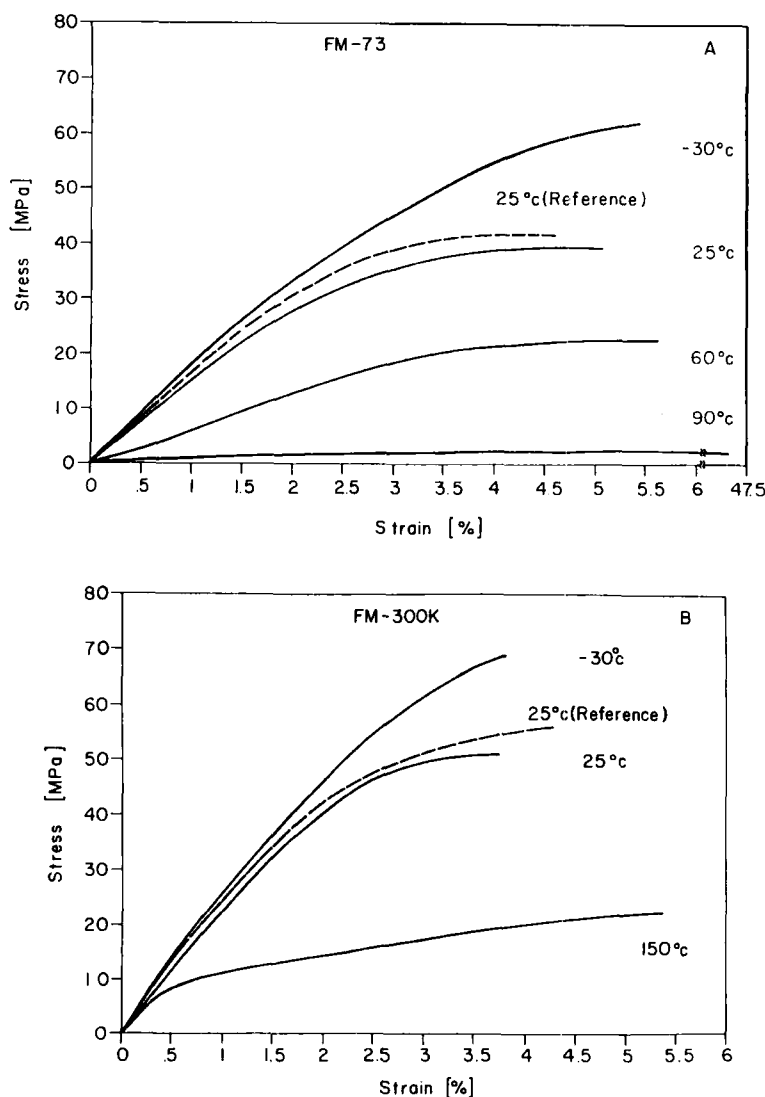 80
FM-73
A
70
60
-30°c
50
25°c(Reference)
40
25°c
30
20
60°c
10
90°c
0
0 .5 1 1.5 2 2.5 3 3.5 4 4.5 5 5.5 6 47.5
Stress [MPa]
Strain [%]
80
FM-300K
B
70
-30°c
60
25°c(Reference)
50
25°c
40
30
20
150°c
10
0
0 .5 1 1.5 2 2.5 3 3.5 4 4.5 5 5.5 6
Stress [MPa]
Strain [%]